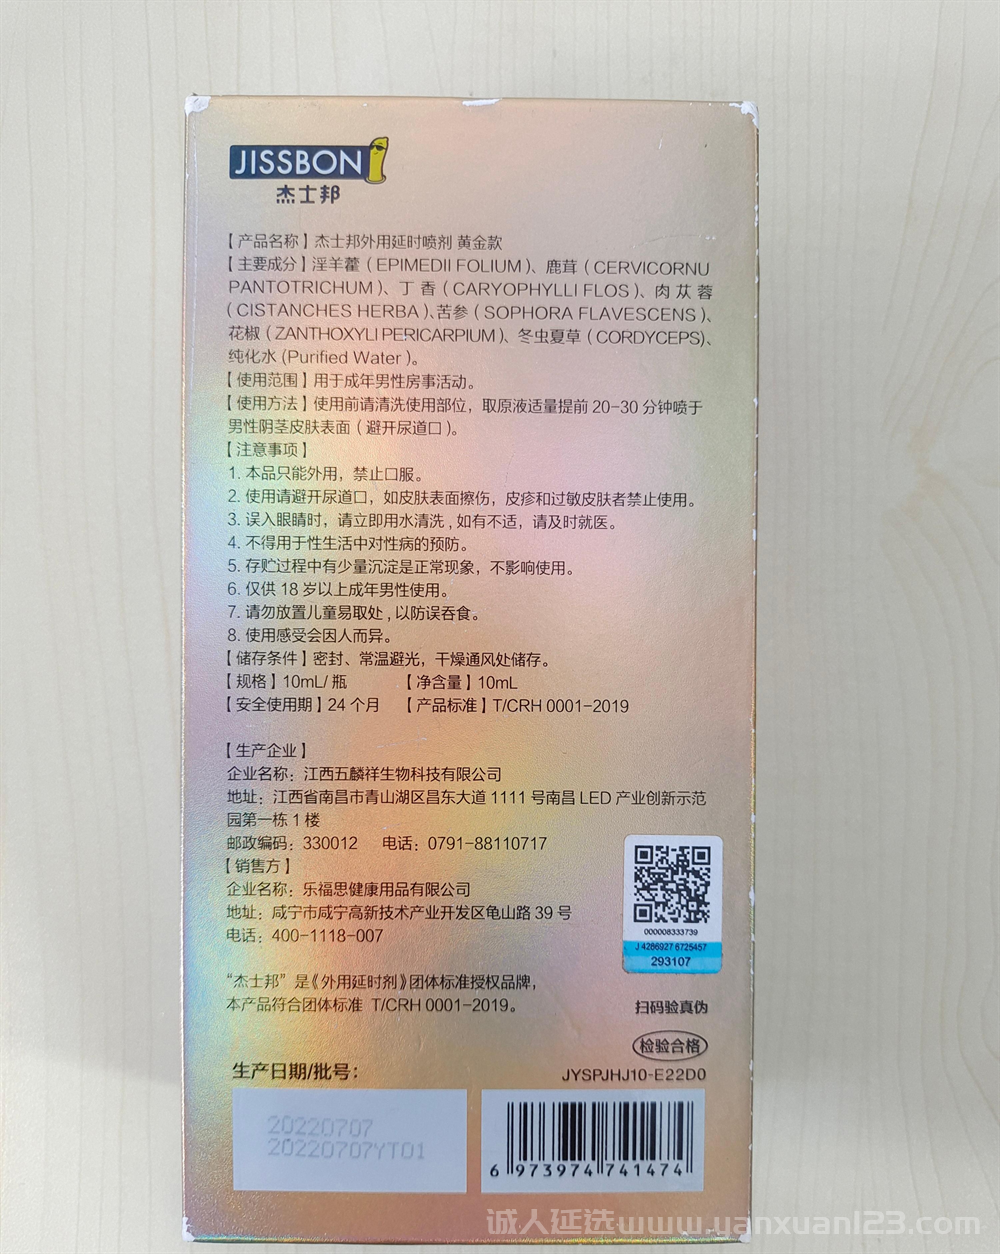 JISSBON
杰士邦
【产品名称】杰士邦外用延时喷剂 黄金款
【主要成分】淫羊藿（EPIMEDII FOLIUM）、鹿茸（CERVICORNU
PANTOTRICHUM）、丁香（CARYOPHYLLI FLOS）、肉苁蓉
（CISTANCHES HERBA）、苦参（SOPHORA FLAVESCENS）、
花椒（ZANTHOXYLI PERICARPIUM）、冬虫夏草（CORDYCEPS)、
纯化水 (Purified Water）。
【使用范围】用于成年男性房事活动。
【使用方法】使用前请清洗使用部位，取原液适量提前 20-30 分钟喷于
男性阴茎皮肤表面（避开尿道口）。
【注意事项】
1. 本品只能外用，禁止口服。
2. 使用请避开尿道口，如皮肤表面擦伤，皮疹和过敏皮肤者禁止使用。
3. 误入眼睛时，请立即用水清洗，如有不适，请及时就医。
4. 不得用于性生活中对性病的预防。
5. 存贮过程中有少量沉淀是正常现象，不影响使用。
6. 仅供 18 岁以上成年男性使用。
7. 请勿放置儿童易取处，以防误吞食。
8. 使用感受会因人而异。
【储存条件】密封、常温避光，干燥通风处储存。
【规格】10mL/ 瓶 【净含量】10mL
【安全使用期】24 个月 【产品标准】T/CRH 0001-2019
【生产企业】
企业名称：江西五麟祥生物科技有限公司
地址：江西省南昌市青山湖区昌东大道 1111 号南昌 LED 产业创新示范
园第一栋 1 楼
邮政编码：330012 电话：0791-88110717
【销售方】
企业名称：乐福思健康用品有限公司
地址：咸宁市咸宁高新技术产业开发区龟山路 39 号
电话：400-1118-007
000008333739
J 4286927 6725457
293107
“杰士邦”是《外用延时剂》团体标准授权品牌，
本产品符合团体标准 T/CRH 0001-2019。
扫码验真伪
检验合格
生产日期/批号：
JYSPJHJ10-E22D0
20220707
20220707YT01
6 973974 741474
诚人延选www.yanxuan123.com